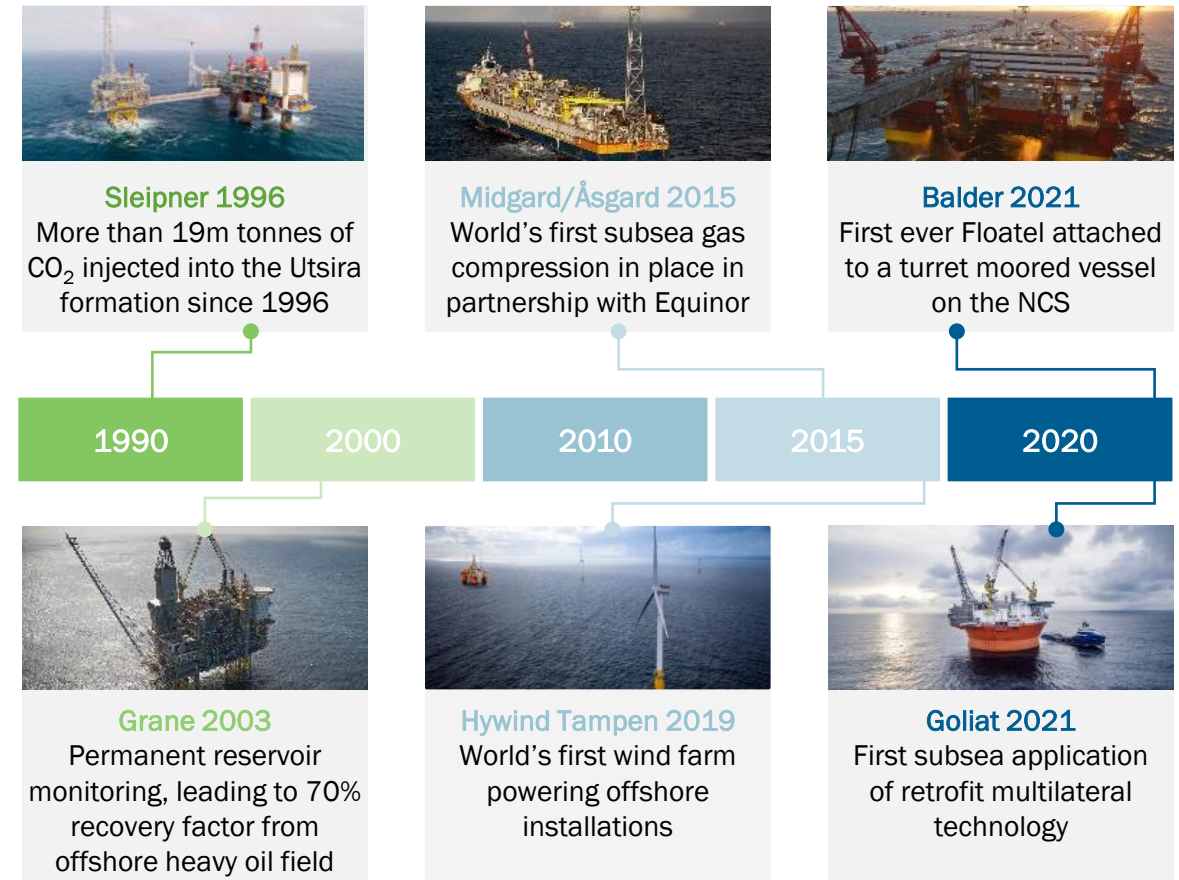 Sleipner 1996
More than 19m tonnes of
CO₂ injected into the Utsira
formation since 1996
Midgard/Åsgard 2015
World’s first subsea gas
compression in place in
partnership with Equinor
Balder 2021
First ever Floatel attached
to a turret moored vessel
on the NCS
1990
2000
2010
2015
2020
Grane 2003
Permanent reservoir
monitoring, leading to 70%
recovery factor from
offshore heavy oil field
Hywind Tampen 2019
World’s first wind farm
powering offshore
installations
Goliat 2021
First subsea application
of retrofit multilateral
technology